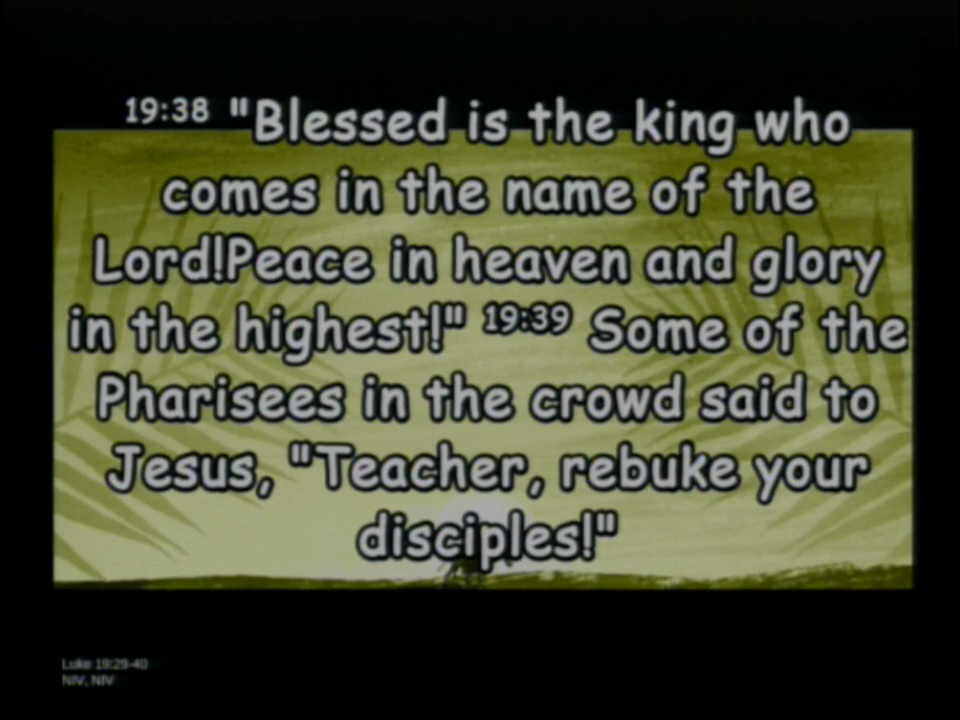 19:38 "Blessed is the king who
comes in the name of the
Lord!Peace in heaven and glory
in the highest!" 19:39 Some of the
Pharisees in the crowd said to
Jesus, "Teacher, rebuke your
disciples!"
Luke 19:29-40
NIV, NIV